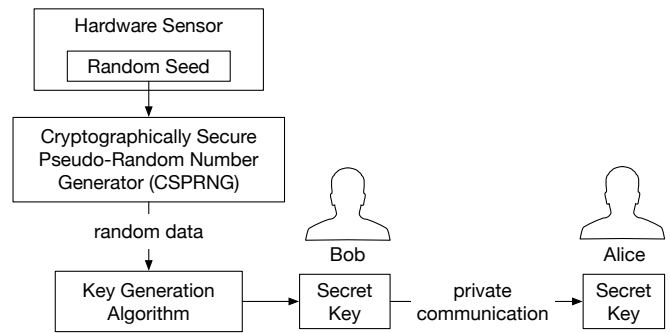 Hardware Sensor
Random Seed
Cryptographically Secure
Pseudo-Random Number
Generator (CSPRNG)
random data
Key Generation
Algorithm
Bob
Secret
Key
private
communication
Alice
Secret
Key